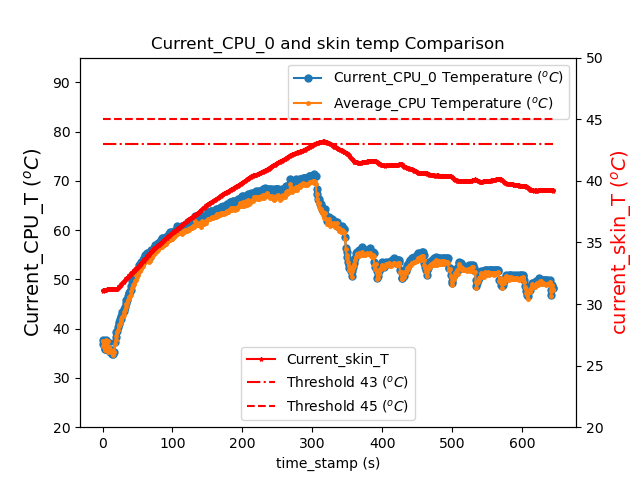 Current_CPU_0 and skin temp Comparison
Current_CPU_0 Temperature (°C)
Average_CPU Temperature (°C)
Current_CPU_T (°C)
90
80
70
60
50
40
30
20
50
45
40
35
30
25
20
current_skin_T (°C)
Current_skin_T
Threshold 43 (°C)
Threshold 45 (°C)
0 100 200 300 400 500 600
time_stamp (s)